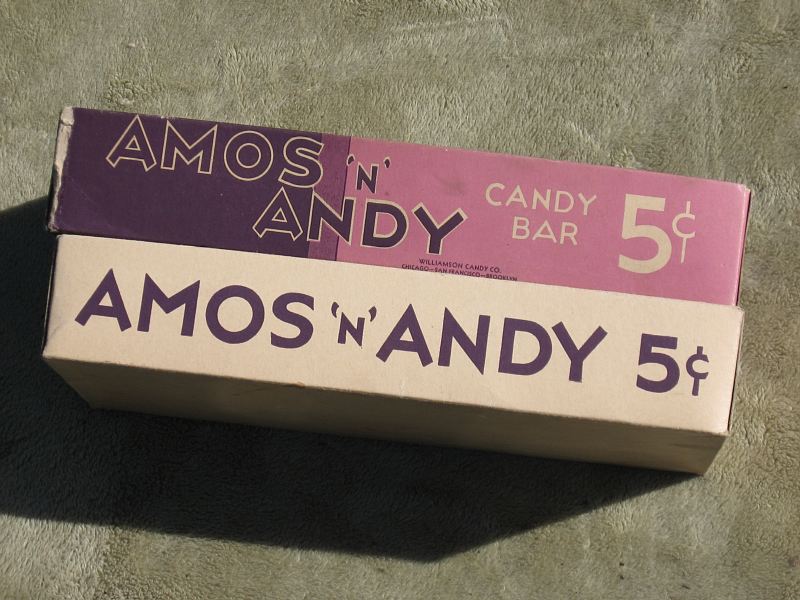 AMOS 'N'
ANDY
CANDY
BAR
5¢
WILLIAMSON CANDY CO.
CHICAGO—SAN FRANCISCO—BROOKLYN
AMOS 'N' ANDY 5¢